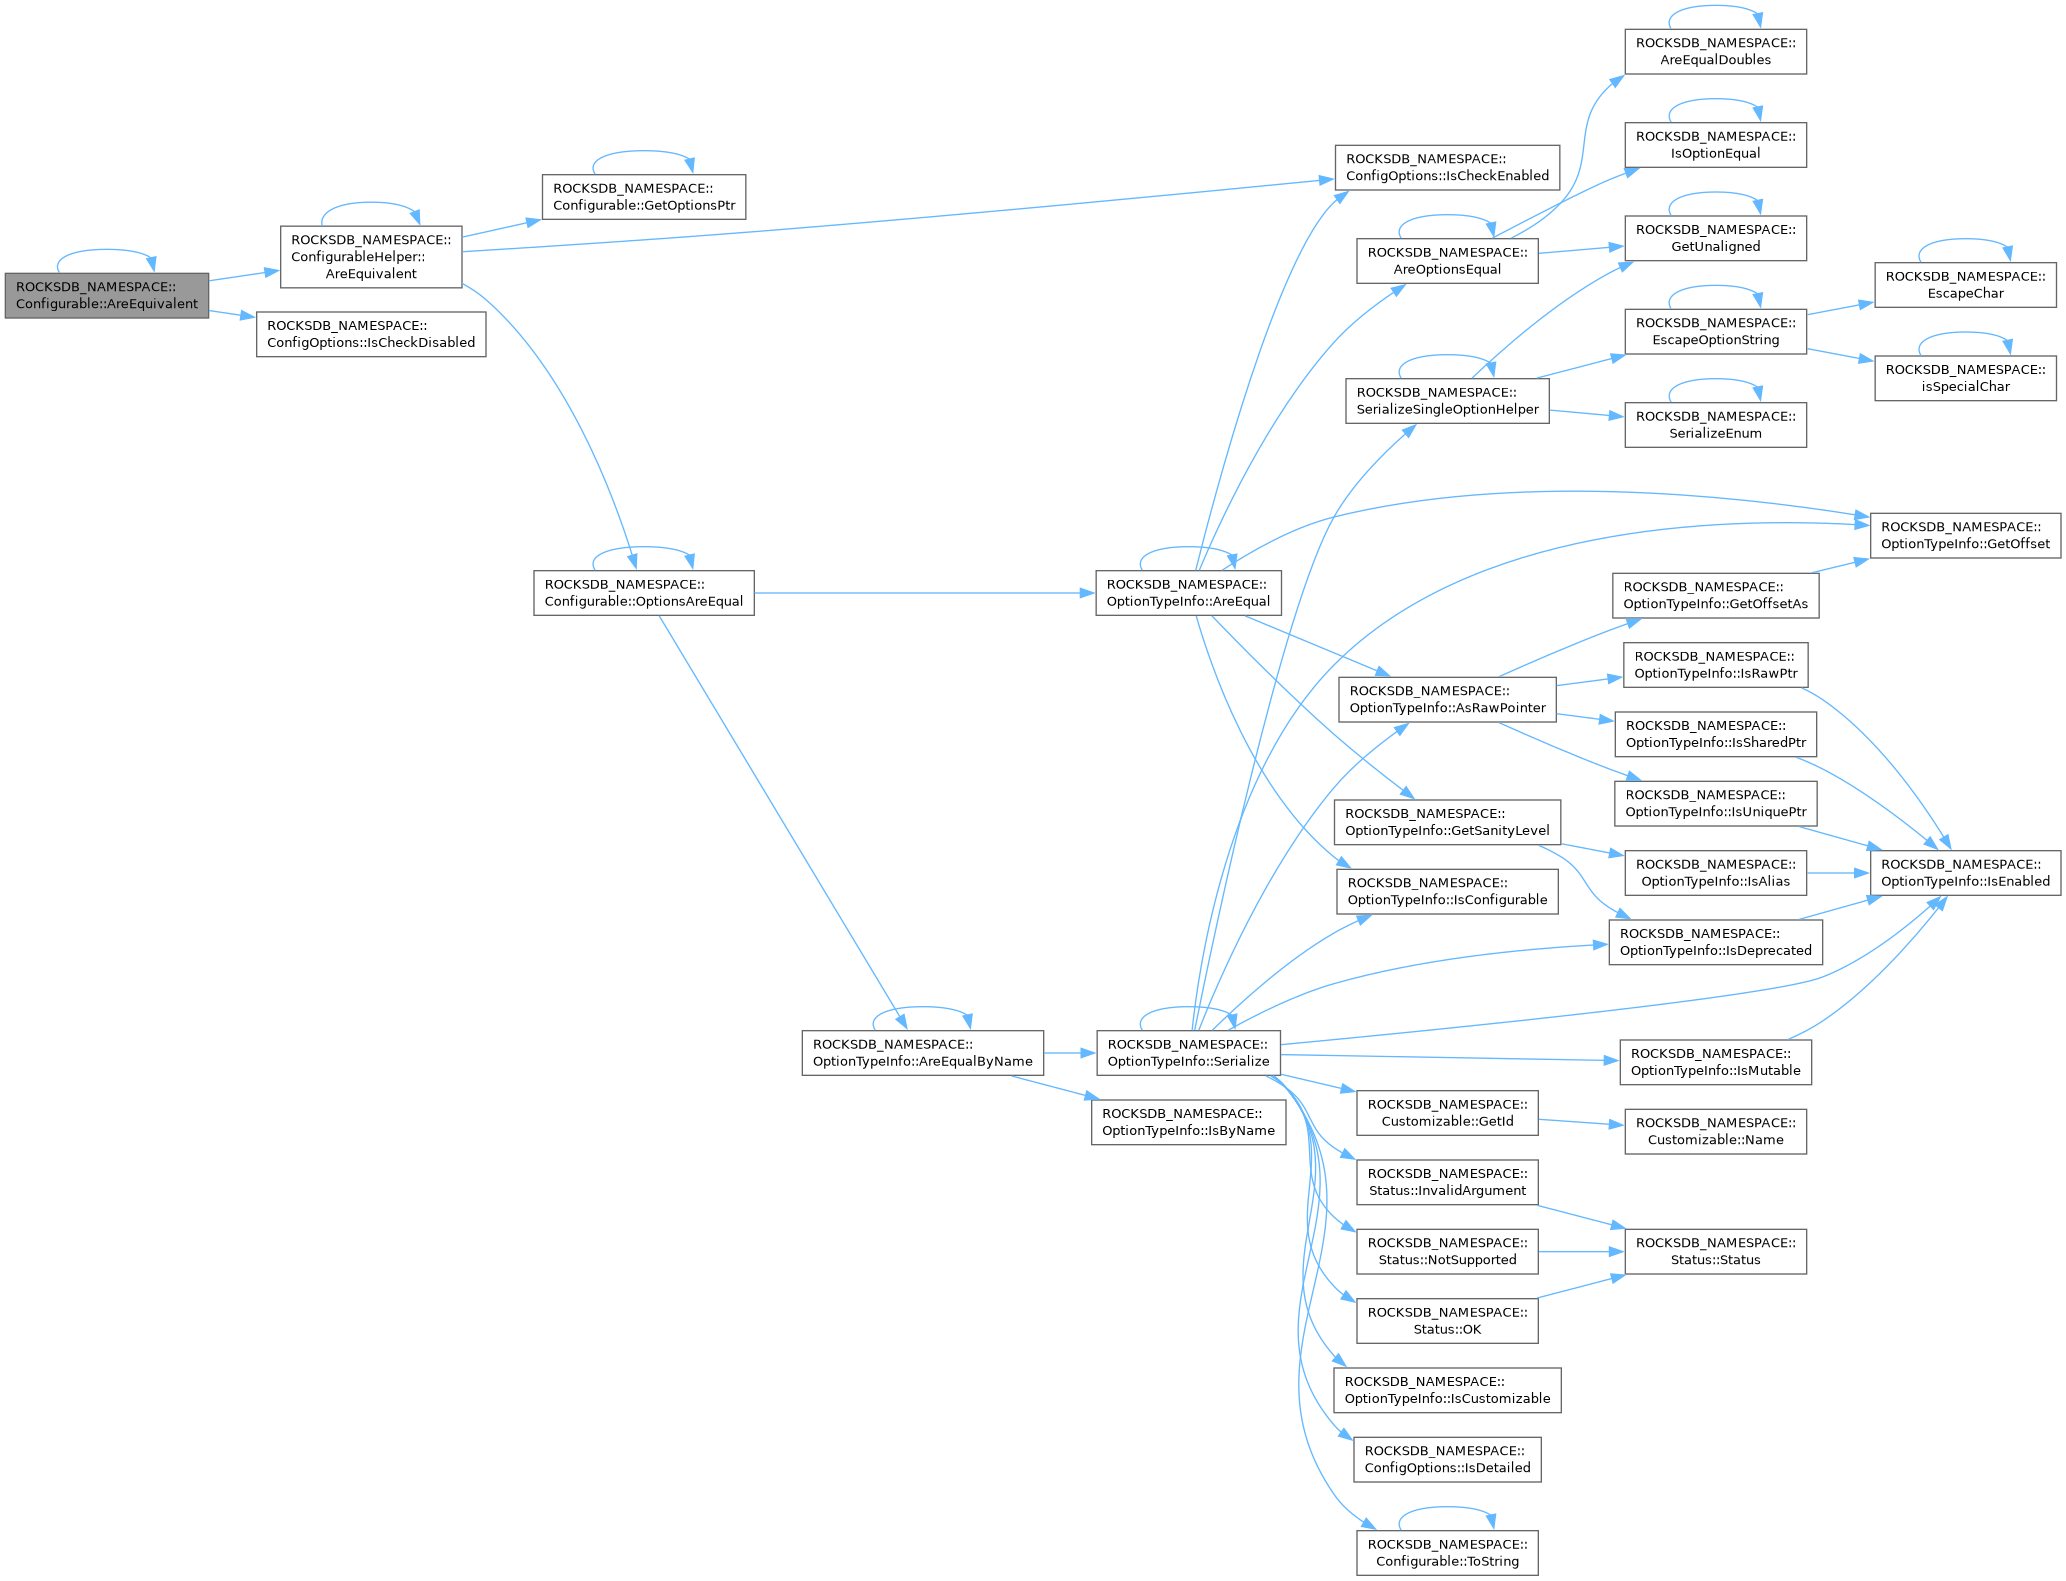 ROCKSDB_NAMESPACE::
Configurable::AreEquivalent
ROCKSDB_NAMESPACE::
ConfigurableHelper::
AreEquivalent
ROCKSDB_NAMESPACE::
ConfigOptions::IsCheckDisabled
ROCKSDB_NAMESPACE::
Configurable::GetOptionsPtr
ROCKSDB_NAMESPACE::
Configurable::OptionsAreEqual
ROCKSDB_NAMESPACE::
OptionTypeInfo::AreEqualByName
ROCKSDB_NAMESPACE::
OptionTypeInfo::AreEqual
ROCKSDB_NAMESPACE::
OptionTypeInfo::Serialize
ROCKSDB_NAMESPACE::
OptionTypeInfo::IsByName
ROCKSDB_NAMESPACE::
ConfigOptions::IsCheckEnabled
ROCKSDB_NAMESPACE::
AreOptionsEqual
ROCKSDB_NAMESPACE::
SerializeSingleOptionHelper
ROCKSDB_NAMESPACE::
OptionTypeInfo::AsRawPointer
ROCKSDB_NAMESPACE::
OptionTypeInfo::GetSanityLevel
ROCKSDB_NAMESPACE::
OptionTypeInfo::IsConfigurable
ROCKSDB_NAMESPACE::
Customizable::GetId
ROCKSDB_NAMESPACE::
Status::InvalidArgument
ROCKSDB_NAMESPACE::
Status::NotSupported
ROCKSDB_NAMESPACE::
Status::OK
ROCKSDB_NAMESPACE::
OptionTypeInfo::IsCustomizable
ROCKSDB_NAMESPACE::
ConfigOptions::IsDetailed
ROCKSDB_NAMESPACE::
Configurable::ToString
ROCKSDB_NAMESPACE::
AreEqualDoubles
ROCKSDB_NAMESPACE::
IsOptionEqual
ROCKSDB_NAMESPACE::
GetUnaligned
ROCKSDB_NAMESPACE::
EscapeOptionString
ROCKSDB_NAMESPACE::
SerializeEnum
ROCKSDB_NAMESPACE::
OptionTypeInfo::GetOffsetAs
ROCKSDB_NAMESPACE::
OptionTypeInfo::IsRawPtr
ROCKSDB_NAMESPACE::
OptionTypeInfo::IsSharedPtr
ROCKSDB_NAMESPACE::
OptionTypeInfo::IsUniquePtr
ROCKSDB_NAMESPACE::
OptionTypeInfo::IsAlias
ROCKSDB_NAMESPACE::
OptionTypeInfo::IsDeprecated
ROCKSDB_NAMESPACE::
OptionTypeInfo::IsMutable
ROCKSDB_NAMESPACE::
Customizable::Name
ROCKSDB_NAMESPACE::
Status::Status
ROCKSDB_NAMESPACE::
EscapeChar
ROCKSDB_NAMESPACE::
isSpecialChar
ROCKSDB_NAMESPACE::
OptionTypeInfo::GetOffset
ROCKSDB_NAMESPACE::
OptionTypeInfo::IsEnabled